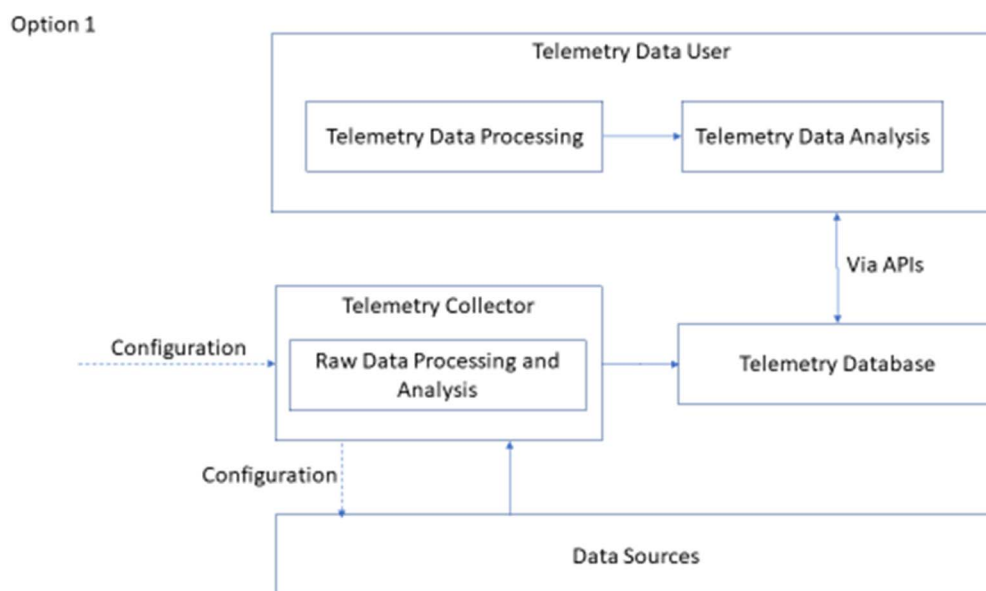 Option 1
Telemetry Data User
Telemetry Data Processing
Telemetry Data Analysis
Via APIs
Telemetry Collector
Configuration
Raw Data Processing and
Analysis
Telemetry Database
Configuration
Data Sources